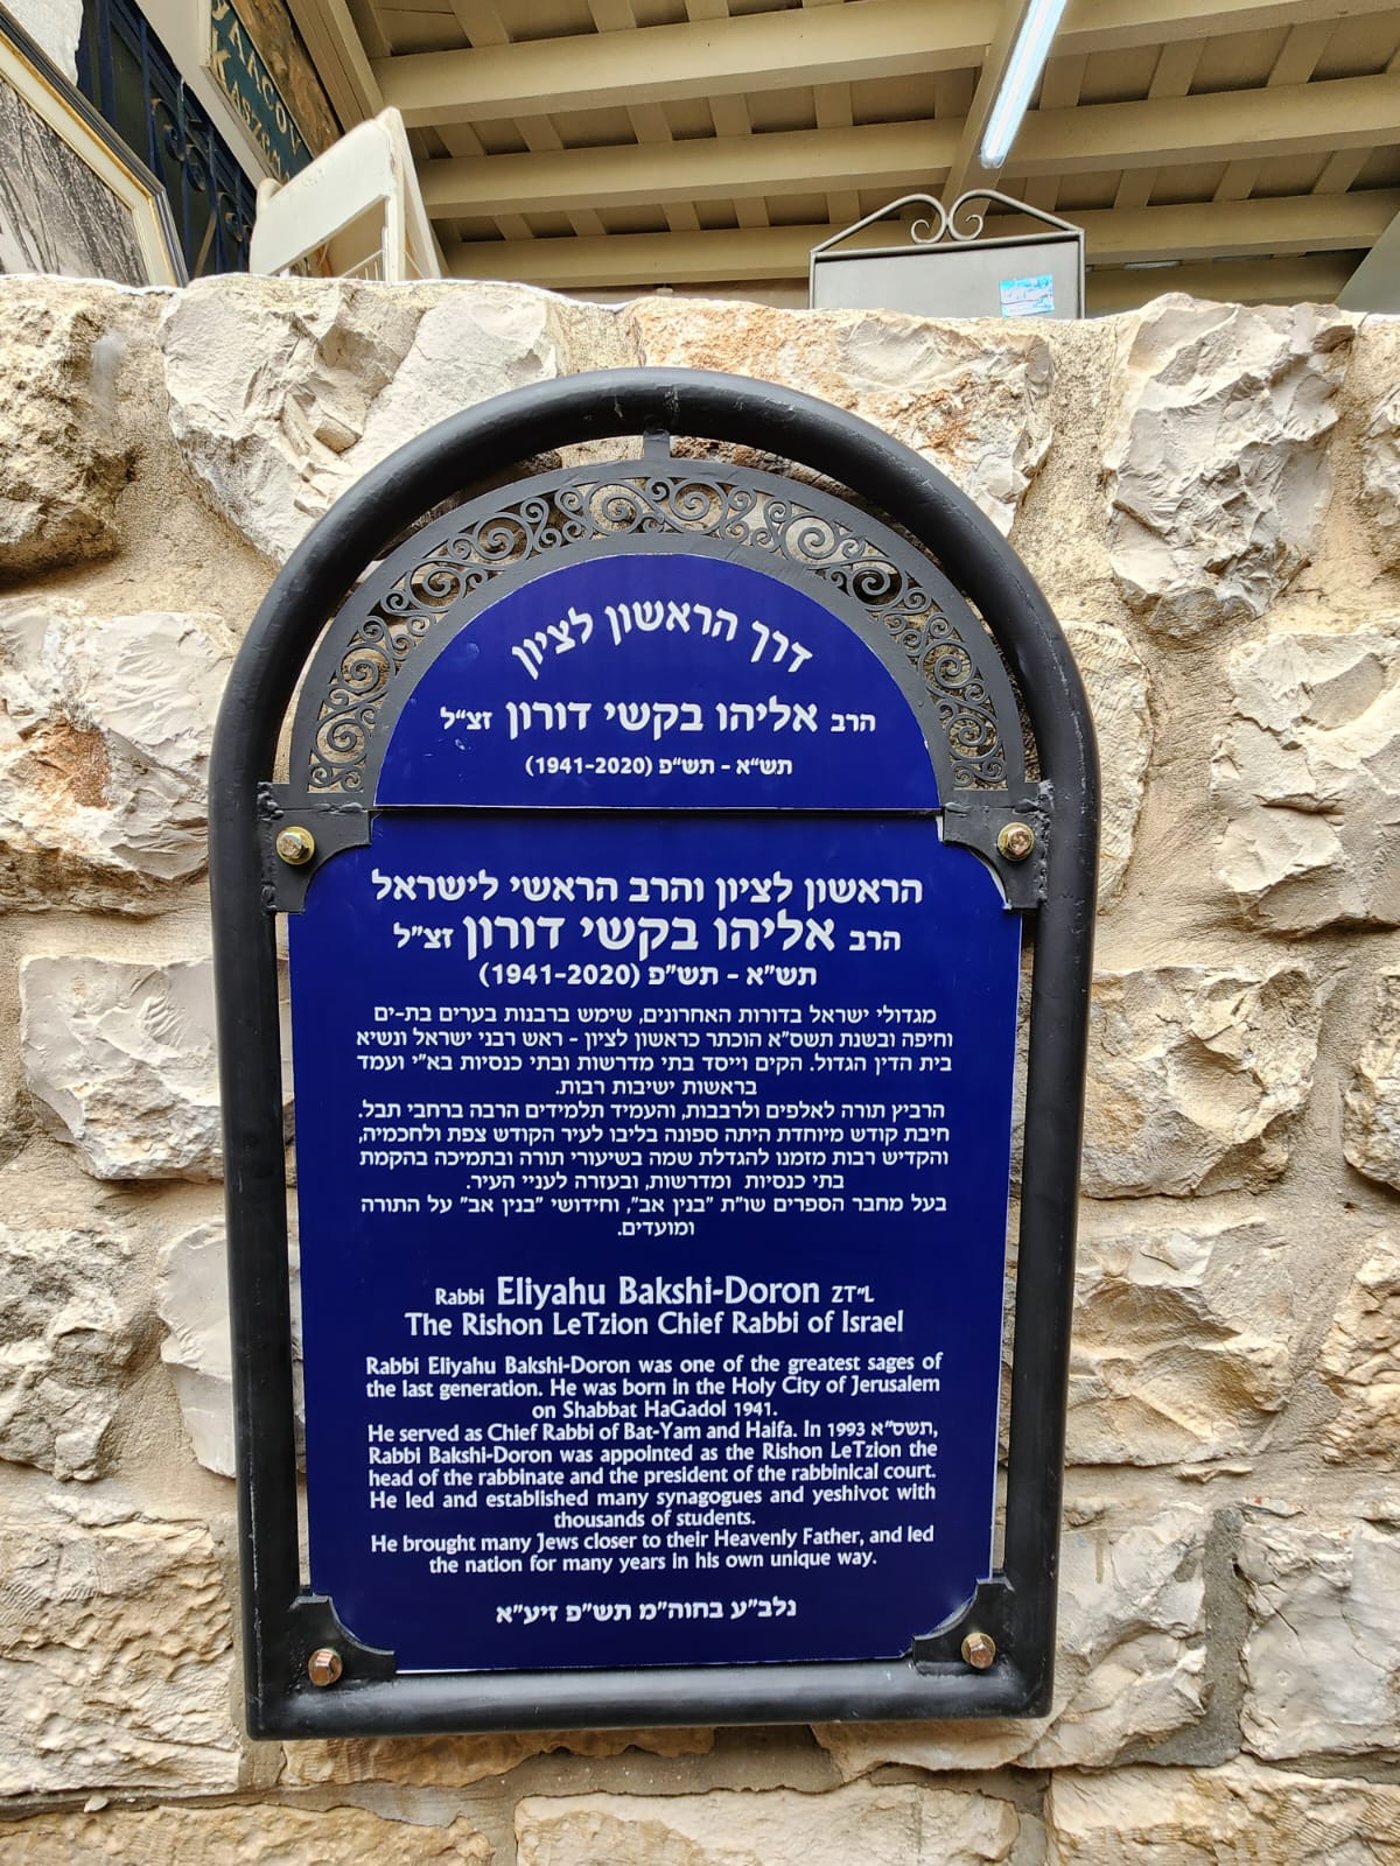 דרך הראשון לציון
הרב אליהו בקשי דורון זצ"ל
תש"א - תש"פ (1941-2020)
הראשון לציון והרב הראשי לישראל
הרב אליהו בקשי דורון זצ"ל
תש"א - תש"פ (1941-2020)
מגדולי ישראל בדורות האחרונים, שימש ברבנות בערים בת-ים
וחיפה ובשנת תשס"א הוכתר כראשון לציון - ראש רבני ישראל ונשיא
בית הדין הגדול. הקים וייסד בתי מדרשות ובתי כנסיות בא"י ועמד
בראשות ישיבות רבות.
הרביץ תורה לאלפים ולרבבות, והעמיד תלמידים הרבה ברחבי תבל.
חיבת קודש מיוחדת היתה ספונה בליבו לעיר הקודש צפת ולחכמיה,
והקדיש רבות מזמנו להגדלת שמה בשיעורי תורה ובתמיכה בהקמת
בתי כנסיות ומדרשות, ובעזרה לעניי העיר.
בעל מחבר הספרים שו"ת "בנין אב", וחידושי "בנין אב" על התורה
ומועדים.
Rabbi Eliyahu Bakshi-Doron ZT"L
The Rishon LeTzion Chief Rabbi of Israel
Rabbi Eliyahu Bakshi-Doron was one of the greatest sages of
the last generation. He was born in the Holy City of Jerusalem
on Shabbat HaGadol 1941.
He served as Chief Rabbi of Bat-Yam and Haifa. In 1993 תשס"א,
Rabbi Bakshi-Doron was appointed as the Rishon LeTzion the
head of the rabbinate and the president of the rabbinical court.
He led and established many synagogues and yeshivot with
thousands of students.
He brought many Jews closer to their Heavenly Father, and led
the nation for many years in his own unique way.
נלב"ע בחוה"מ תש"פ זיע"א